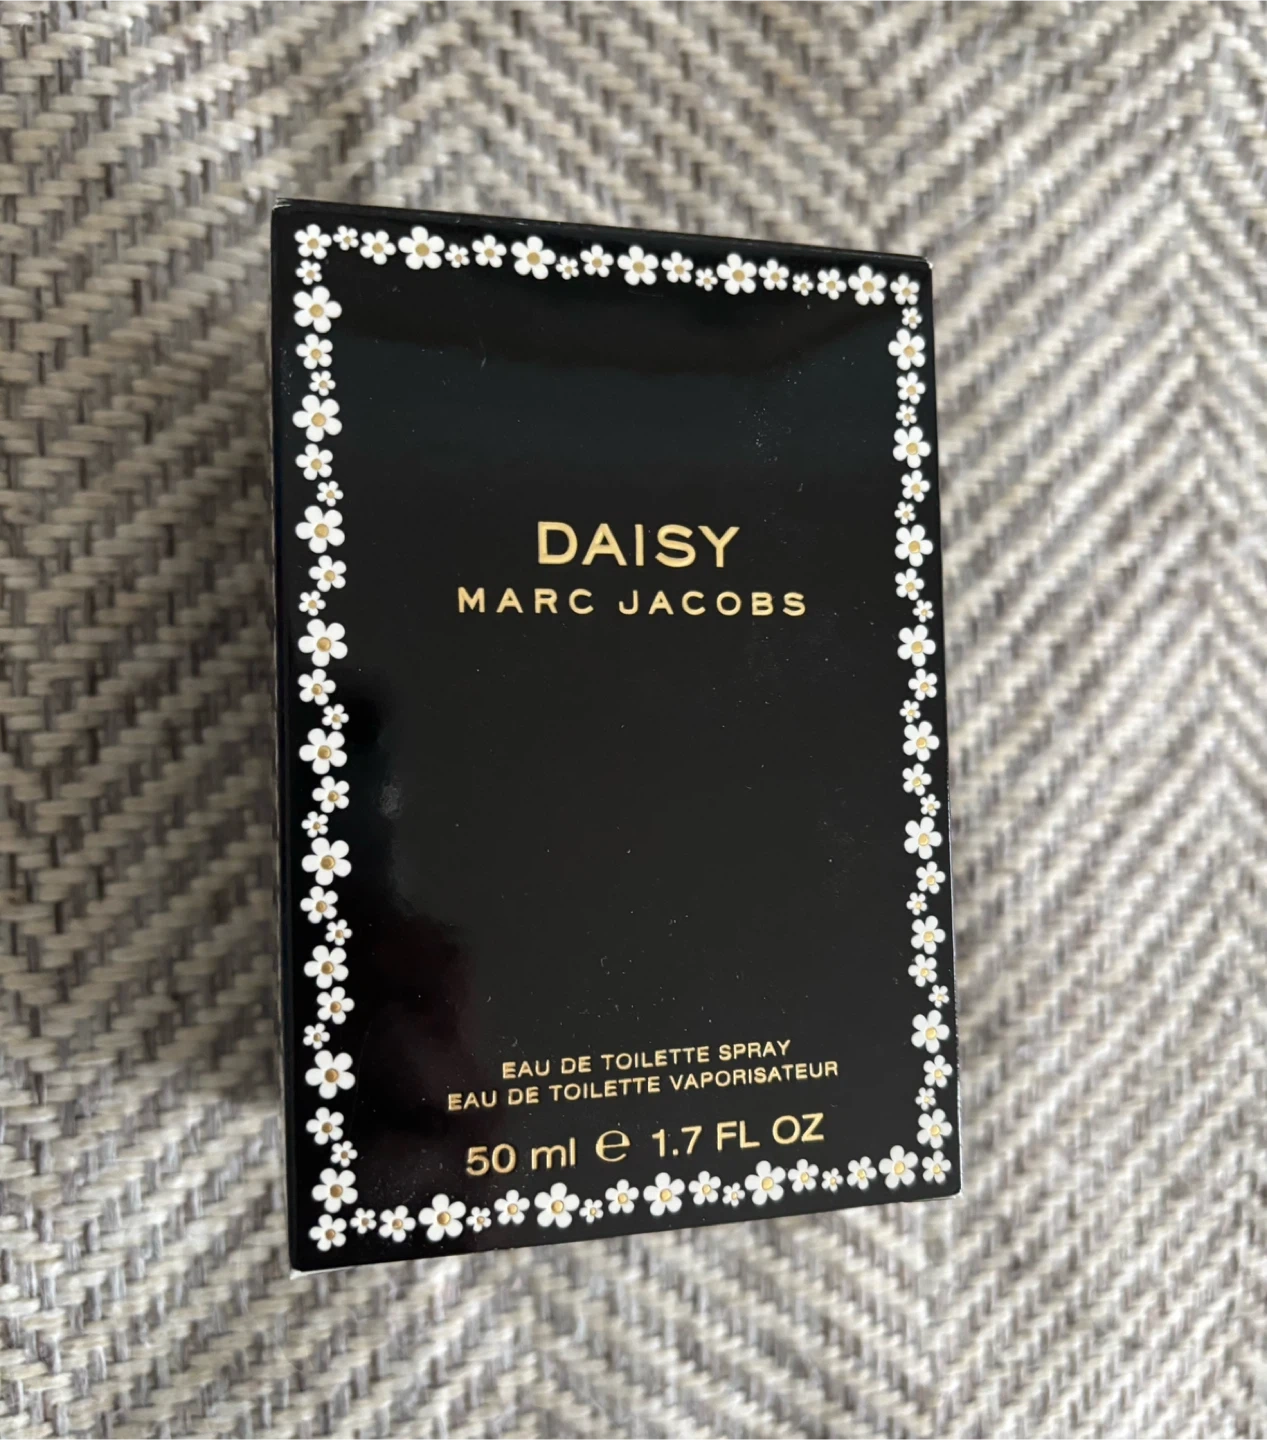 DAISY
MARC JACOBS
EAU DE TOILETTE SPRAY
EAU DE TOILETTE VAPORISATEUR
50 ml ℮ 1.7 FL OZ